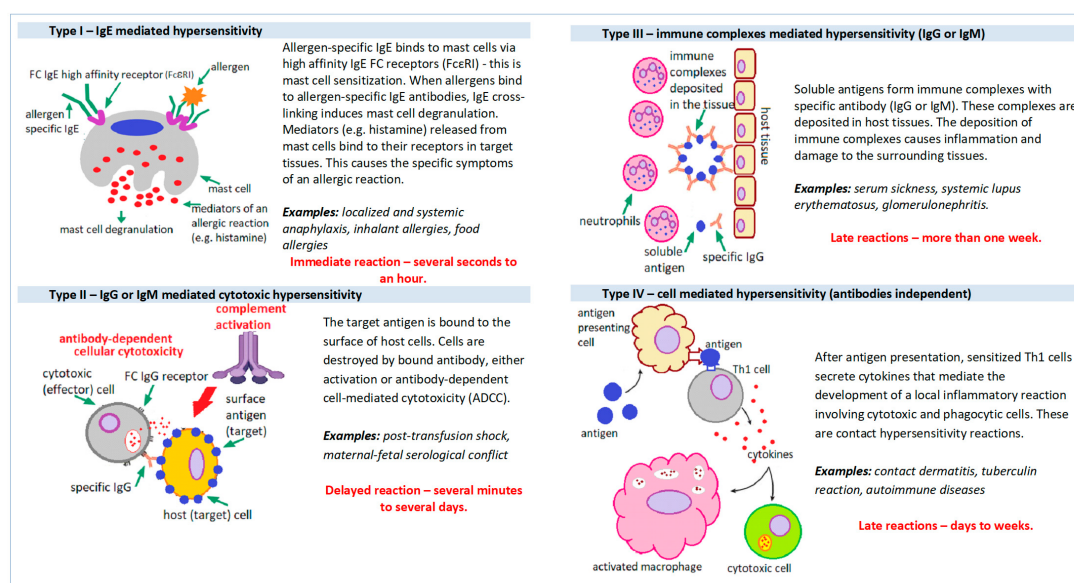 Type I – IgE mediated hypersensitivity
FC IgE high affinity receptor (FcƐRI)
allergen
allergen
specific IgE
mast cell
mediators of an
allergic reaction
(e.g. histamine)
mast cell degranulation
Allergen-specific IgE binds to mast cells via
high affinity IgE FC receptors (FcεRI) - this is
mast cell sensitization. When allergens bind
to allergen-specific IgE antibodies, IgE cross-
linking induces mast cell degranulation.
Mediators (e.g. histamine) released from
mast cells bind to their receptors in target
tissues. This causes the specific symptoms
of an allergic reaction.
Examples: localized and systemic
anaphylaxis, inhalant allergies, food
allergies
Immediate reaction – several seconds to
an hour.
Type II – IgG or IgM mediated cytotoxic hypersensitivity
complement
activation
antibody-dependent
cellular cytotoxicity
cytotoxic
(effector) cell
FC IgG receptor
surface
antigen
(target)
specific IgG
host (target) cell
The target antigen is bound to the
surface of host cells. Cells are
destroyed by bound antibody, either
activation or antibody-dependent
cell-mediated cytotoxicity (ADCC).
Examples: post-transfusion shock,
maternal-fetal serological conflict
Delayed reaction – several minutes
to several days.
Type III – immune complexes mediated hypersensitivity (IgG or IgM)
immune
complexes
deposited
in the tissue
host tissue
neutrophils
soluble
antigen
specific IgG
Soluble antigens form immune complexes with
specific antibody (IgG or IgM). These complexes are
deposited in host tissues. The deposition of
immune complexes causes inflammation and
damage to the surrounding tissues.
Examples: serum sickness, systemic lupus
erythematosus, glomerulonephritis.
Late reactions – more than one week.
Type IV – cell mediated hypersensitivity (antibodies independent)
antigen
presenting
cell
antigen
Th1 cell
antigen
cytokines
activated macrophage
cytotoxic cell
After antigen presentation, sensitized Th1 cells
secrete cytokines that mediate the
development of a local inflammatory reaction
involving cytotoxic and phagocytic cells. These
are contact hypersensitivity reactions.
Examples: contact dermatitis, tuberculin
reaction, autoimmune diseases
Late reactions – days to weeks.